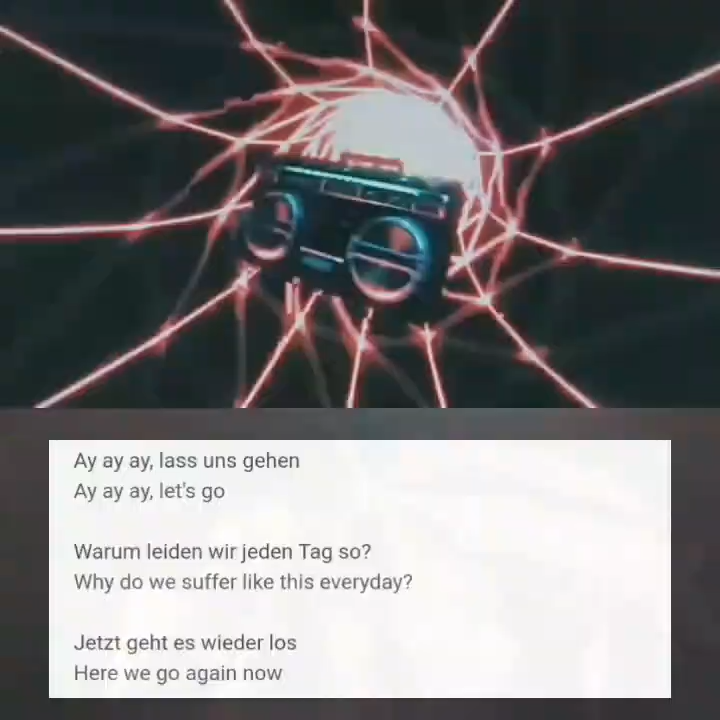 Ay ay ay, lass uns gehen
Ay ay ay, let's go
Warum leiden wir jeden Tag so?
Why do we suffer like this everyday?
Jetzt geht es wieder los
Here we go again now